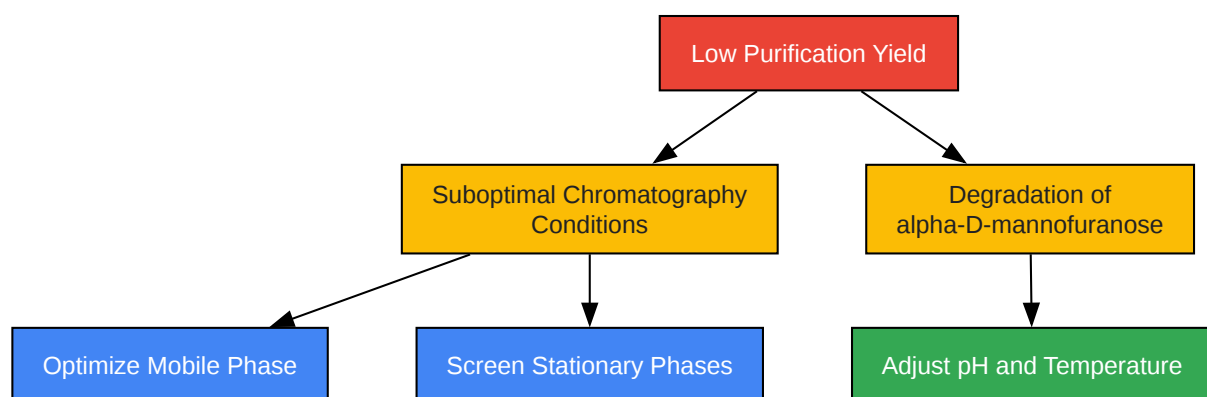 Low Purification Yield
Suboptimal Chromatography
Conditions
Degradation of
alpha-D-mannofuranose
Optimize Mobile Phase
Screen Stationary Phases
Adjust pH and Temperature